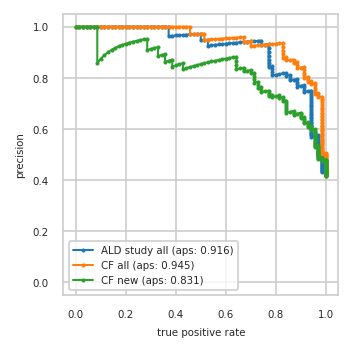 1.0
0.8
0.6
0.4
0.2
0.0
precision
ALD study all (aps: 0.916)
CF all (aps: 0.945)
CF new (aps: 0.831)
0.0 0.2 0.4 0.6 0.8 1.0
true positive rate